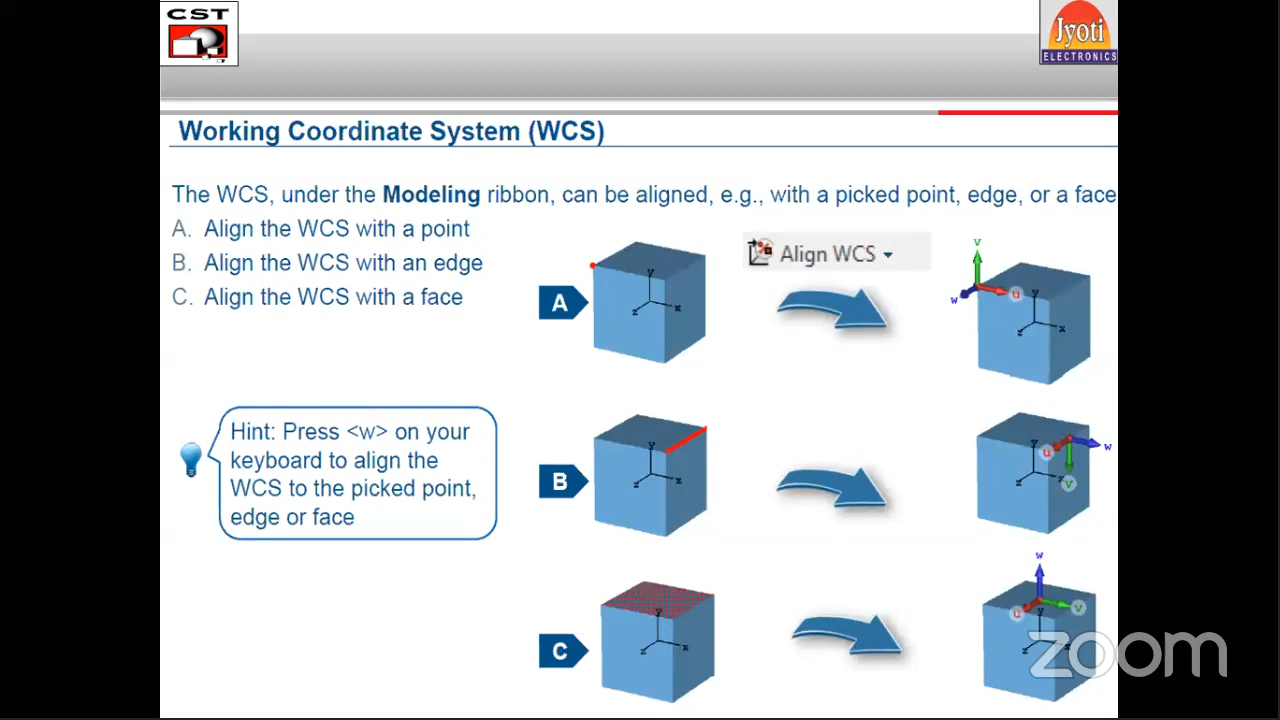 CST
Jyoti
ELECTRONICS
Working Coordinate System (WCS)
The WCS, under the Modeling ribbon, can be aligned, e.g., with a picked point, edge, or a face
A. Align the WCS with a point
B. Align the WCS with an edge
C. Align the WCS with a face
Align WCS
A
y
x
z
v
u
w
y
x
z
Hint: Press <w> on your
keyboard to align the
WCS to the picked point,
edge or face
B
y
x
z
y
x
z
u
v
w
C
y
x
z
w
u
v
y
x
z
zoom